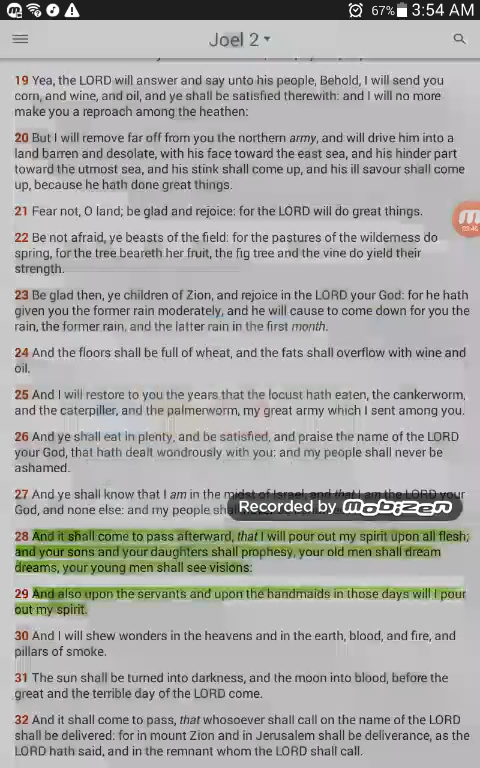 67% 3:54 AM
Joel 2
19 Yea, the LORD will answer and say unto his people, Behold, I will send you
corn, and wine, and oil, and ye shall be satisfied therewith: and I will no more
make you a reproach among the heathen:
20 But I will remove far off from you the northern army, and will drive him into a
land barren and desolate, with his face toward the east sea, and his hinder part
toward the utmost sea, and his stink shall come up, and his ill savour shall come
up, because he hath done great things.
21 Fear not, O land; be glad and rejoice: for the LORD will do great things.
22 Be not afraid, ye beasts of the field: for the pastures of the wilderness do
spring, for the tree beareth her fruit, the fig tree and the vine do yield their
strength.
23 Be glad then, ye children of Zion, and rejoice in the LORD your God: for he hath
given you the former rain moderately, and he will cause to come down for you the
rain, the former rain, and the latter rain in the first month.
24 And the floors shall be full of wheat, and the fats shall overflow with wine and
oil.
25 And I will restore to you the years that the locust hath eaten, the cankerworm,
and the caterpiller, and the palmerworm, my great army which I sent among you.
26 And ye shall eat in plenty, and be satisfied, and praise the name of the LORD
your God, that hath dealt wondrously with you: and my people shall never be
ashamed.
27 And ye shall know that I am in the midst of Israel, and that I am the LORD your
God, and none else: and my people
Recorded by mobizen
28 And it shall come to pass afterward, that I will pour out my spirit upon all flesh;
and your sons and your daughters shall prophesy, your old men shall dream
dreams, your young men shall see visions:
29 And also upon the servants and upon the handmaids in those days will I pour
out my spirit.
30 And I will shew wonders in the heavens and in the earth, blood, and fire, and
pillars of smoke.
31 The sun shall be turned into darkness, and the moon into blood, before the
great and the terrible day of the LORD come.
32 And it shall come to pass, that whosoever shall call on the name of the LORD
shall be delivered: for in mount Zion and in Jerusalem shall be deliverance, as the
LORD hath said, and in the remnant whom the LORD shall call.